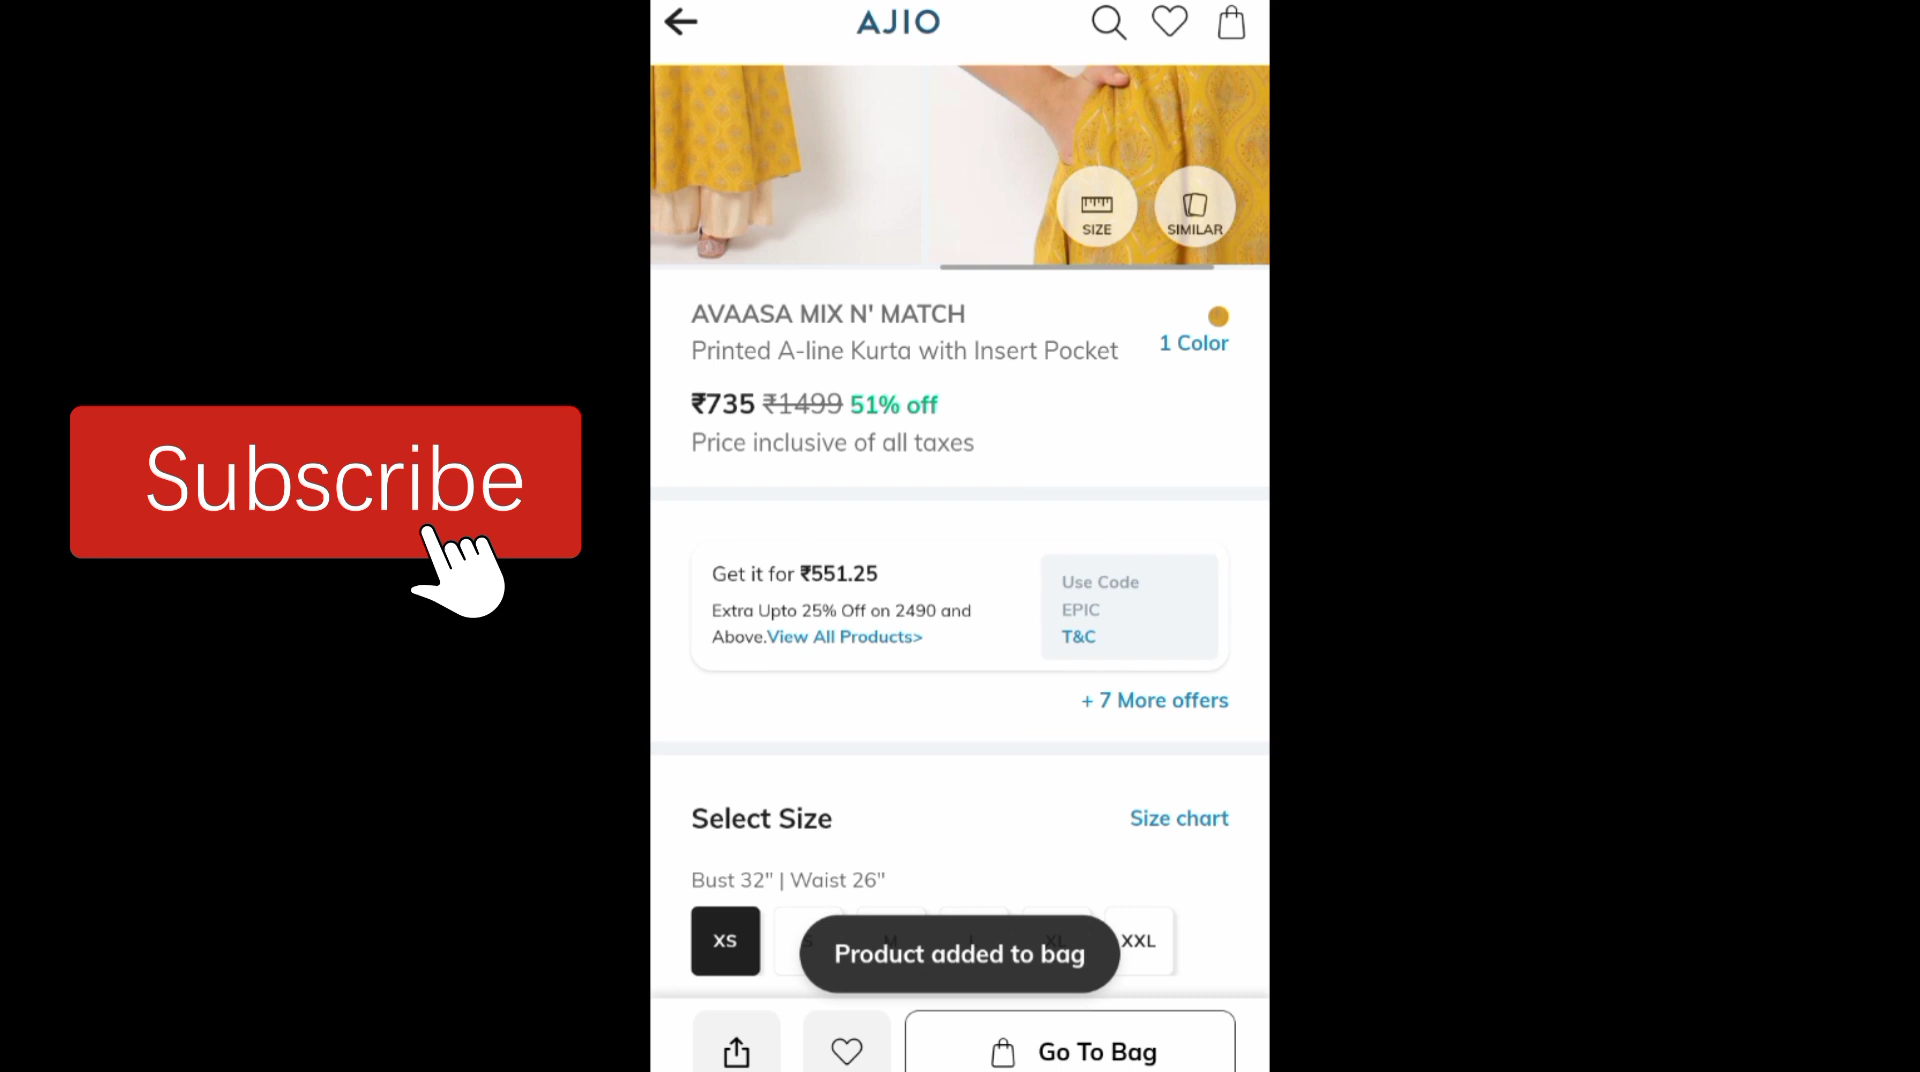 AJIO
SIZE
SIMILAR
AVAASA MIX N' MATCH
Printed A-line Kurta with Insert Pocket
1 Color
₹735 ₹1499 51% off
Price inclusive of all taxes
Subscribe
Get it for ₹551.25
Extra Upto 25% Off on 2490 and
Above.View All Products>
Use Code
EPIC
T&C
+ 7 More offers
Select Size
Size chart
Bust 32" | Waist 26"
XS
XXL
Product added to bag
Go To Bag